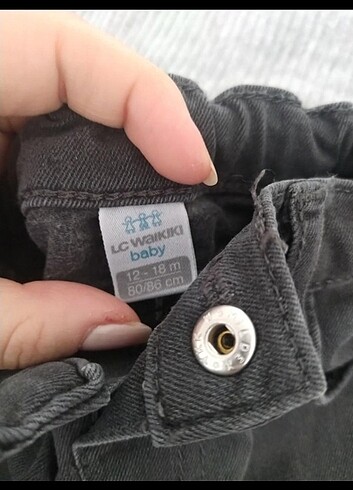 LC WAIKIKI
baby
12 - 18 m
80/86 cm